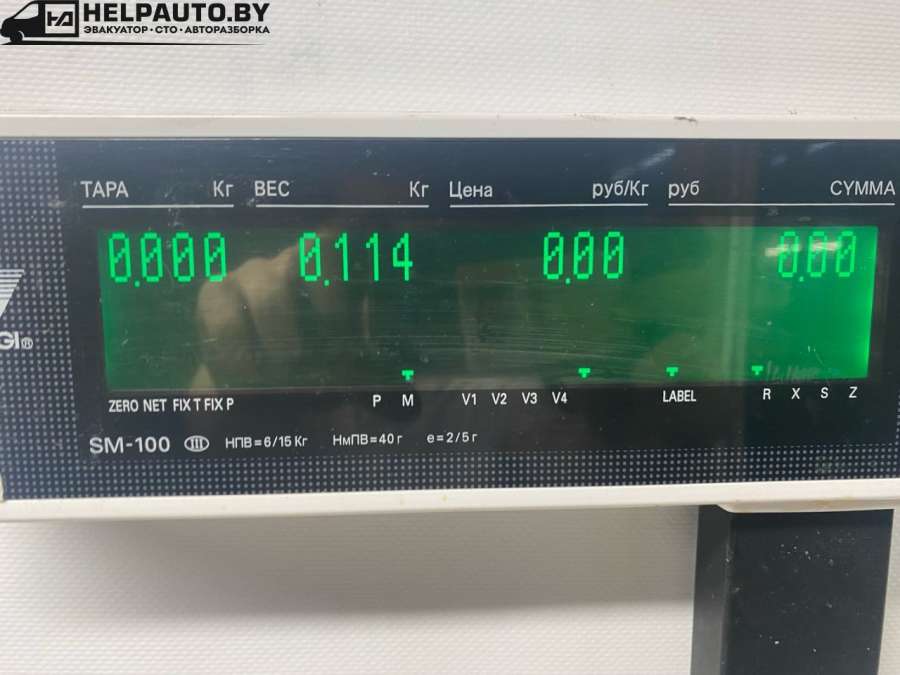 HELPAUTO.BY
ЭВАКУАТОР·СТО·АВТОРАЗБОРКА
ТАРА Кг ВЕС Кг Цена руб/Кг руб СУММА
0.000 0.114 0.00 0.00
GI®
ZERO NET FIX T FIX P P M V1 V2 V3 V4 LABEL R X S Z
SM-100 III НПВ=6/15 Кг НмПВ=40 г e=2/5 г